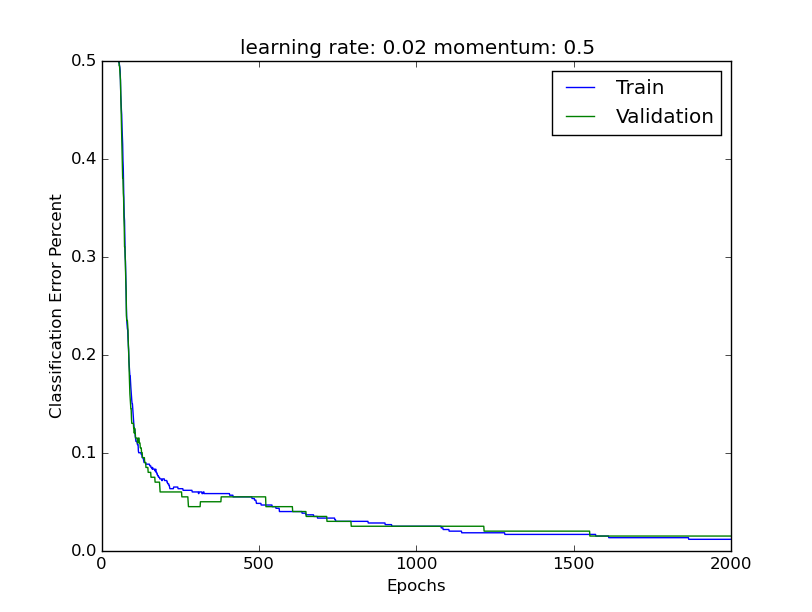 learning rate: 0.02 momentum: 0.5
0.5
0.4
0.3
0.2
0.1
0.0
Classification Error Percent
Train
Validation
0
500
1000
1500
2000
Epochs